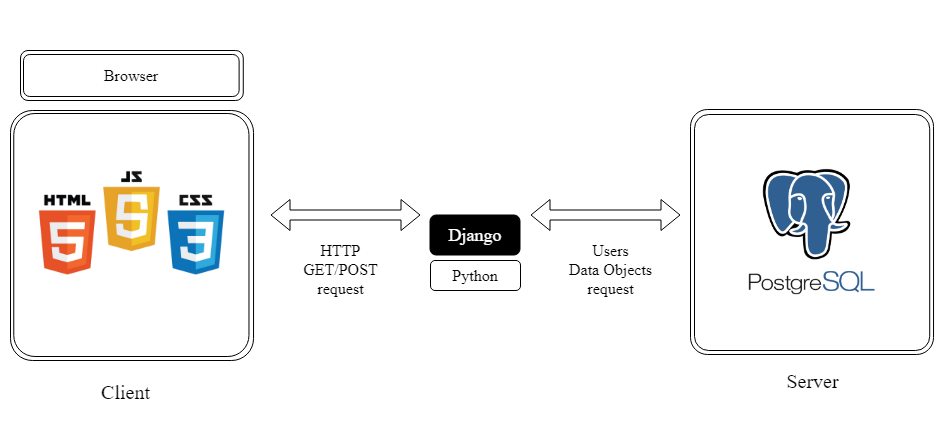 Browser
HTML
JS
CSS
5
5
3
HTTP
GET/POST
request
Django
Python
Users
Data Objects
request
PostgreSQL
Client
Server